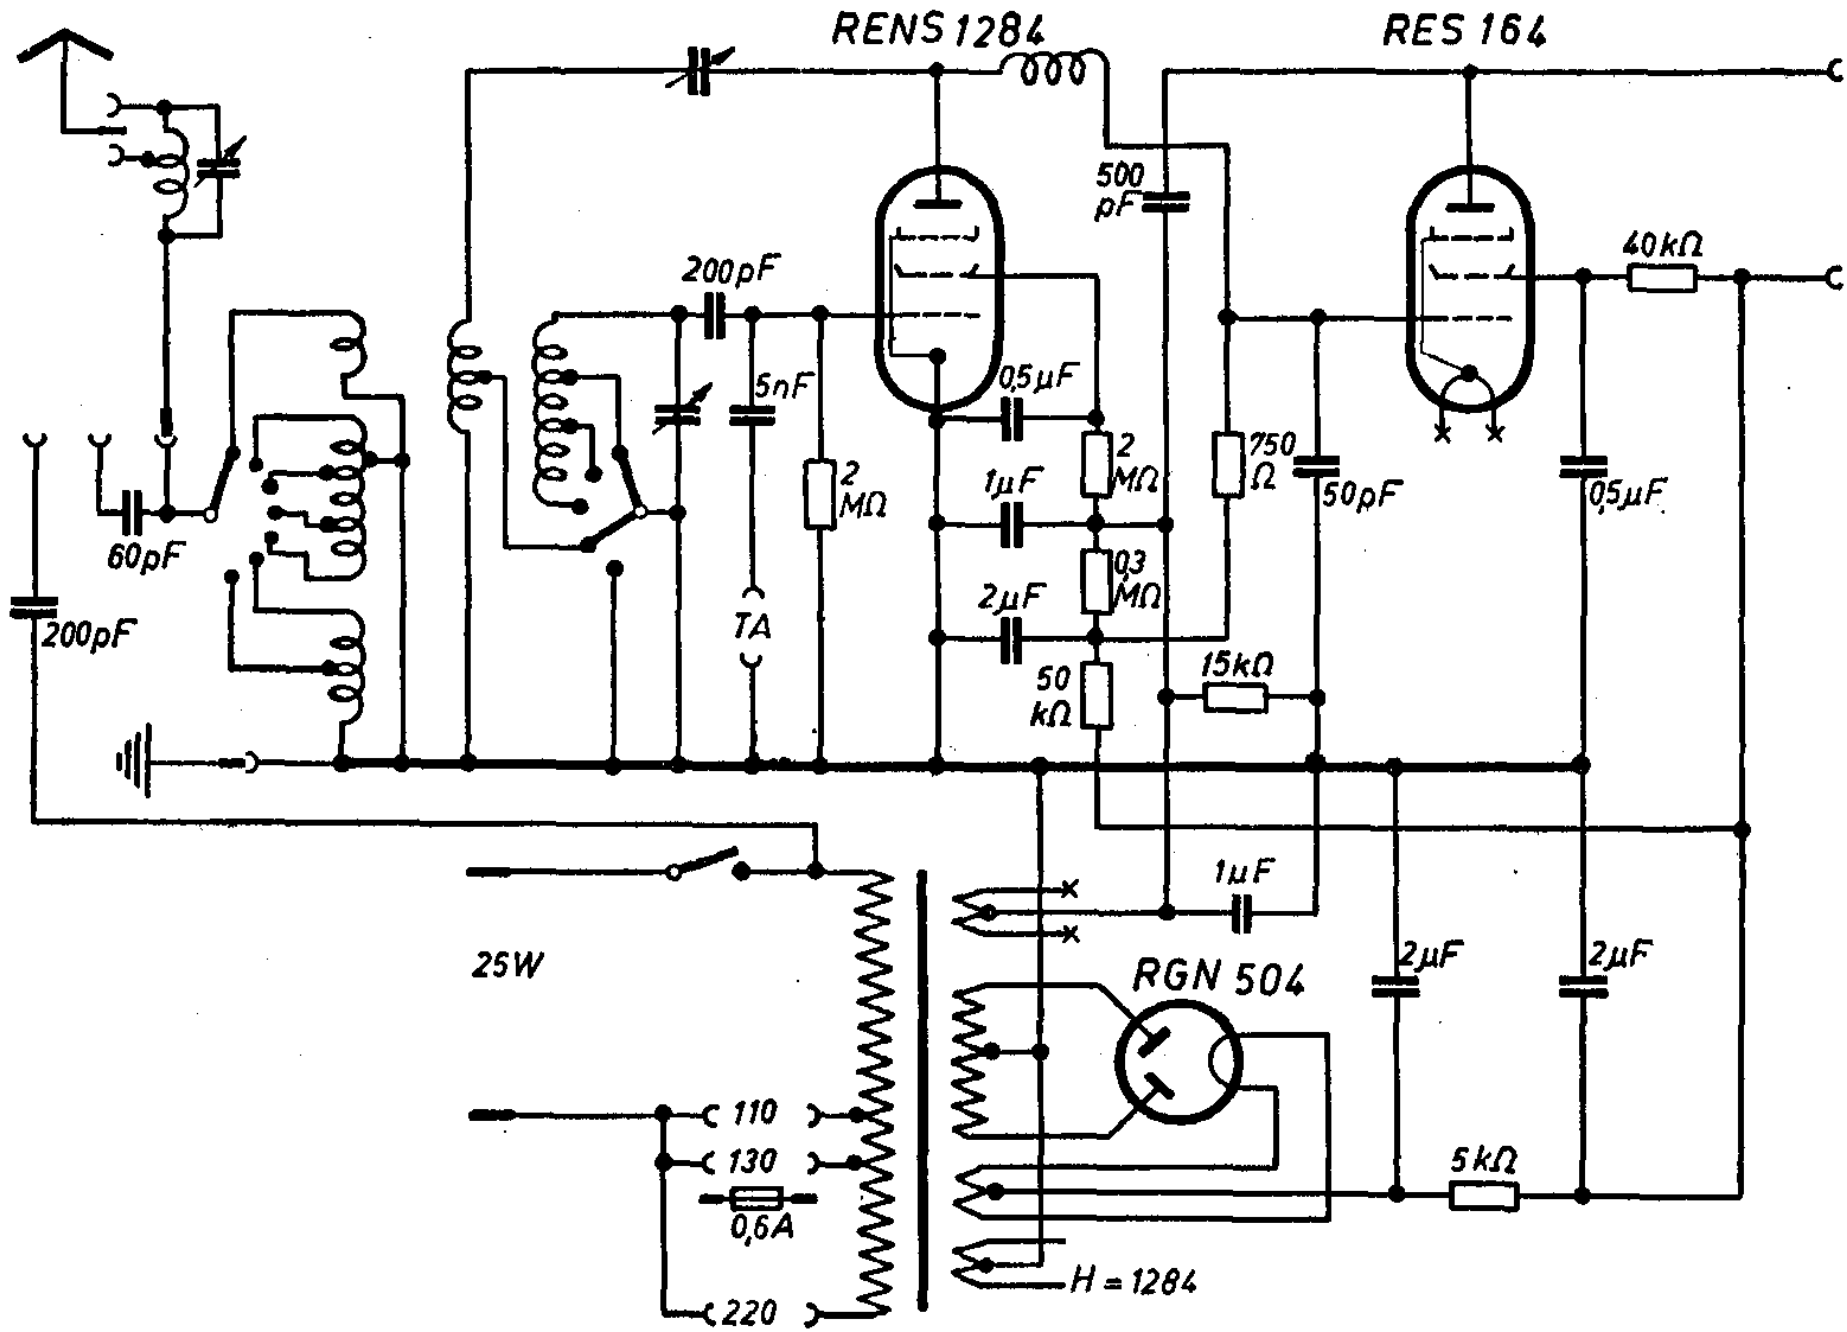 RENS 1284
RES 164
500
pF
40kΩ
200pF
5nF
0,5µF
2
MΩ
2
MΩ
750
Ω
50pF
0,5µF
1µF
60pF
0,3
MΩ
2µF
200pF
TA
50
kΩ
15kΩ
1µF
25W
RGN 504
2µF
2µF
110
130
0,6A
5kΩ
220
H = 1284